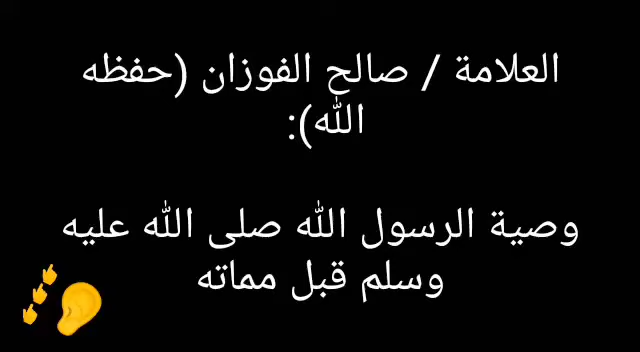 العلامة / صالح الفوزان (حفظه
الله):
وصية الرسول الله صلى الله عليه
وسلم قبل مماته